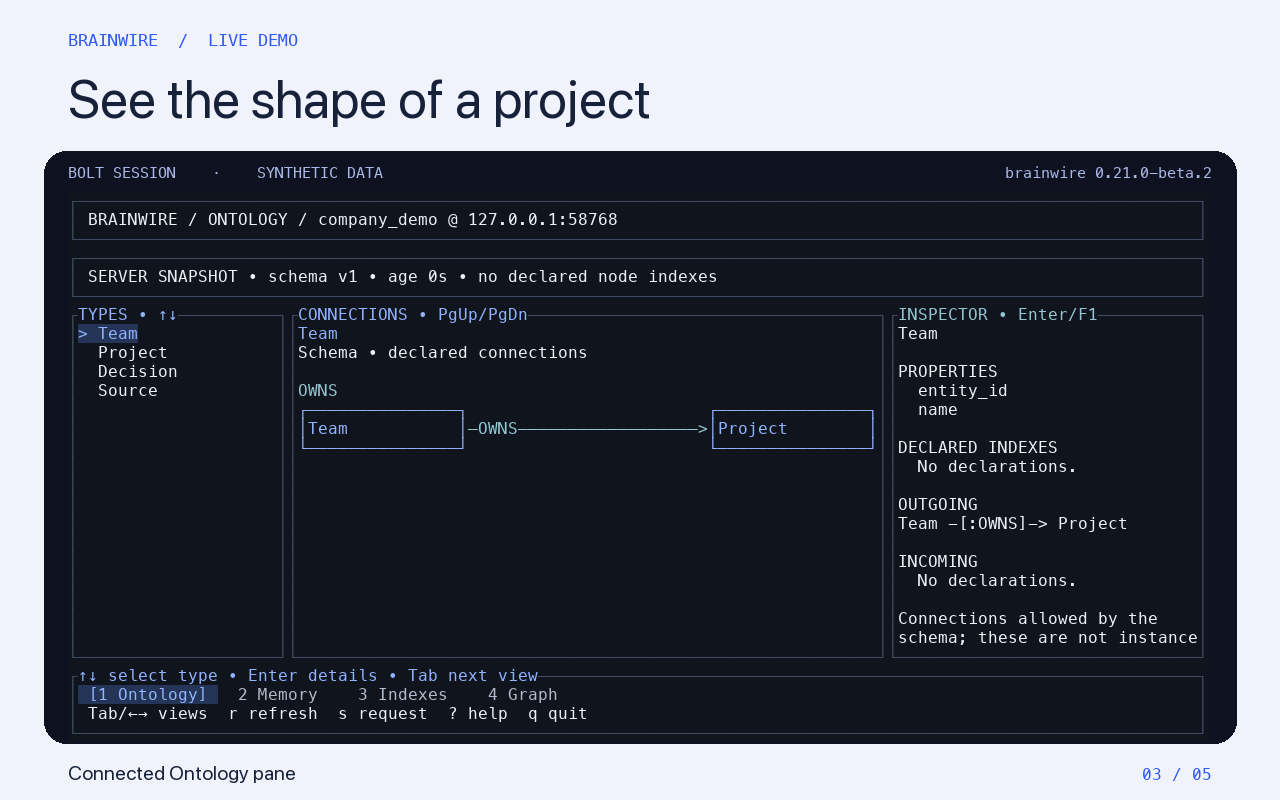 BRAINWIRE / LIVE DEMO
See the shape of a project
BOLT SESSION · SYNTHETIC DATA
brainwire 0.21.0-beta.2
BRAINWIRE / ONTOLOGY / company_demo @ 127.0.0.1:58768
SERVER SNAPSHOT • schema v1 • age 0s • no declared node indexes
TYPES • ↑↓
> Team
Project
Decision
Source
CONNECTIONS • PgUp/PgDn
Team
Schema • declared connections
OWNS
Team —OWNS—> Project
INSPECTOR • Enter/F1
Team
PROPERTIES
entity_id
name
DECLARED INDEXES
No declarations.
OUTGOING
Team -[:OWNS]-> Project
INCOMING
No declarations.
Connections allowed by the
schema; these are not instance
↑↓ select type • Enter details • Tab next view
[1 Ontology] 2 Memory 3 Indexes 4 Graph
Tab/←→ views r refresh s request ? help q quit
Connected Ontology pane
03 / 05